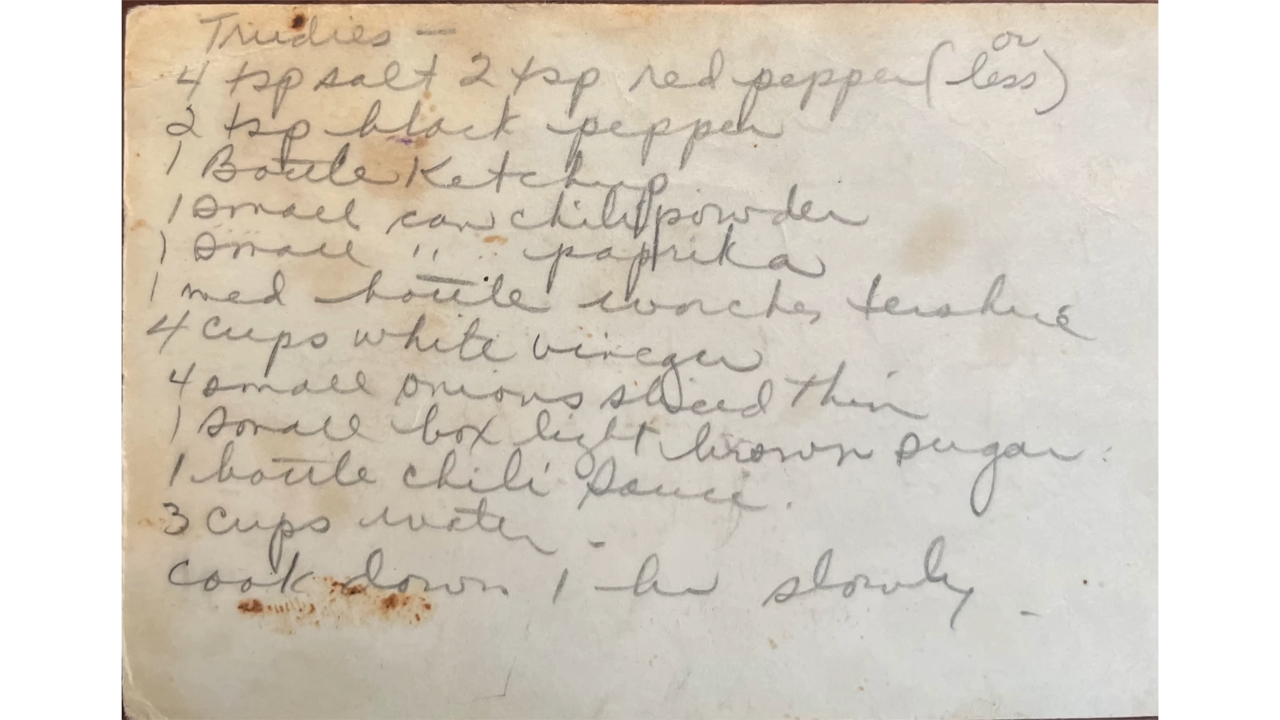 Trudies -
4 tsp salt 2 tsp red pepper (or less)
2 tsp black pepper
1 Bottle Ketchup
1 small can chili powder
1 small " paprika
1 med bottle worchestershire
4 cups white vinegar
4 small onions sliced thin
1 small box light brown sugar.
1 bottle chili sauce.
3 cups water -
cook down 1 hr slowly -